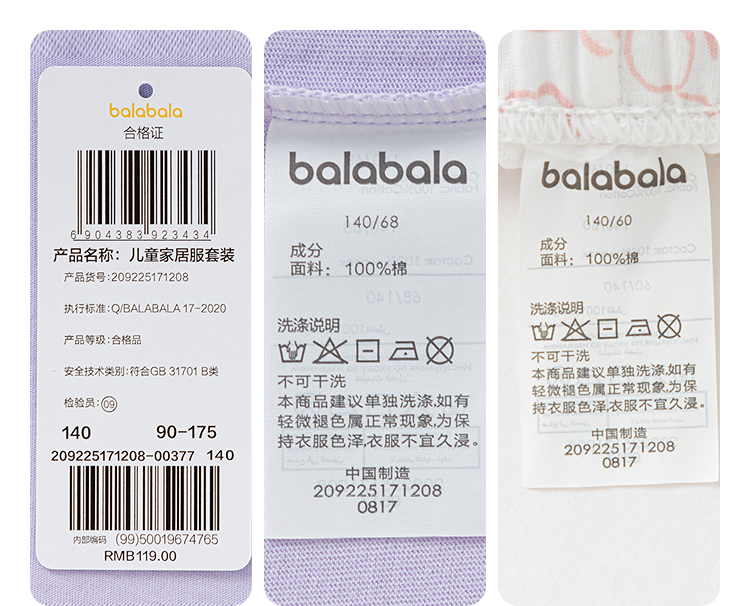 balabala
合格证
6 904383 923434
产品名称：儿童家居服套装
产品货号：209225171208
执行标准：Q/BALABALA 17-2020
产品等级：合格品
安全技术类别：符合GB 31701 B类
检验员：09
140 90-175
209225171208-00377 140
内部编码 (99)50019674765
RMB119.00
balabala
140/68
成分
面料： 100%棉
洗涤说明
不可干洗
本商品建议单独洗涤,如有
轻微褪色属正常现象,为保
持衣服色泽,衣服不宜久浸。
中国制造
209225171208
0817
balabala
140/60
成分
面料： 100%棉
洗涤说明
不可干洗
本商品建议单独洗涤,如有
轻微褪色属正常现象,为保
持衣服色泽,衣服不宜久浸。
中国制造
209225171208
0817